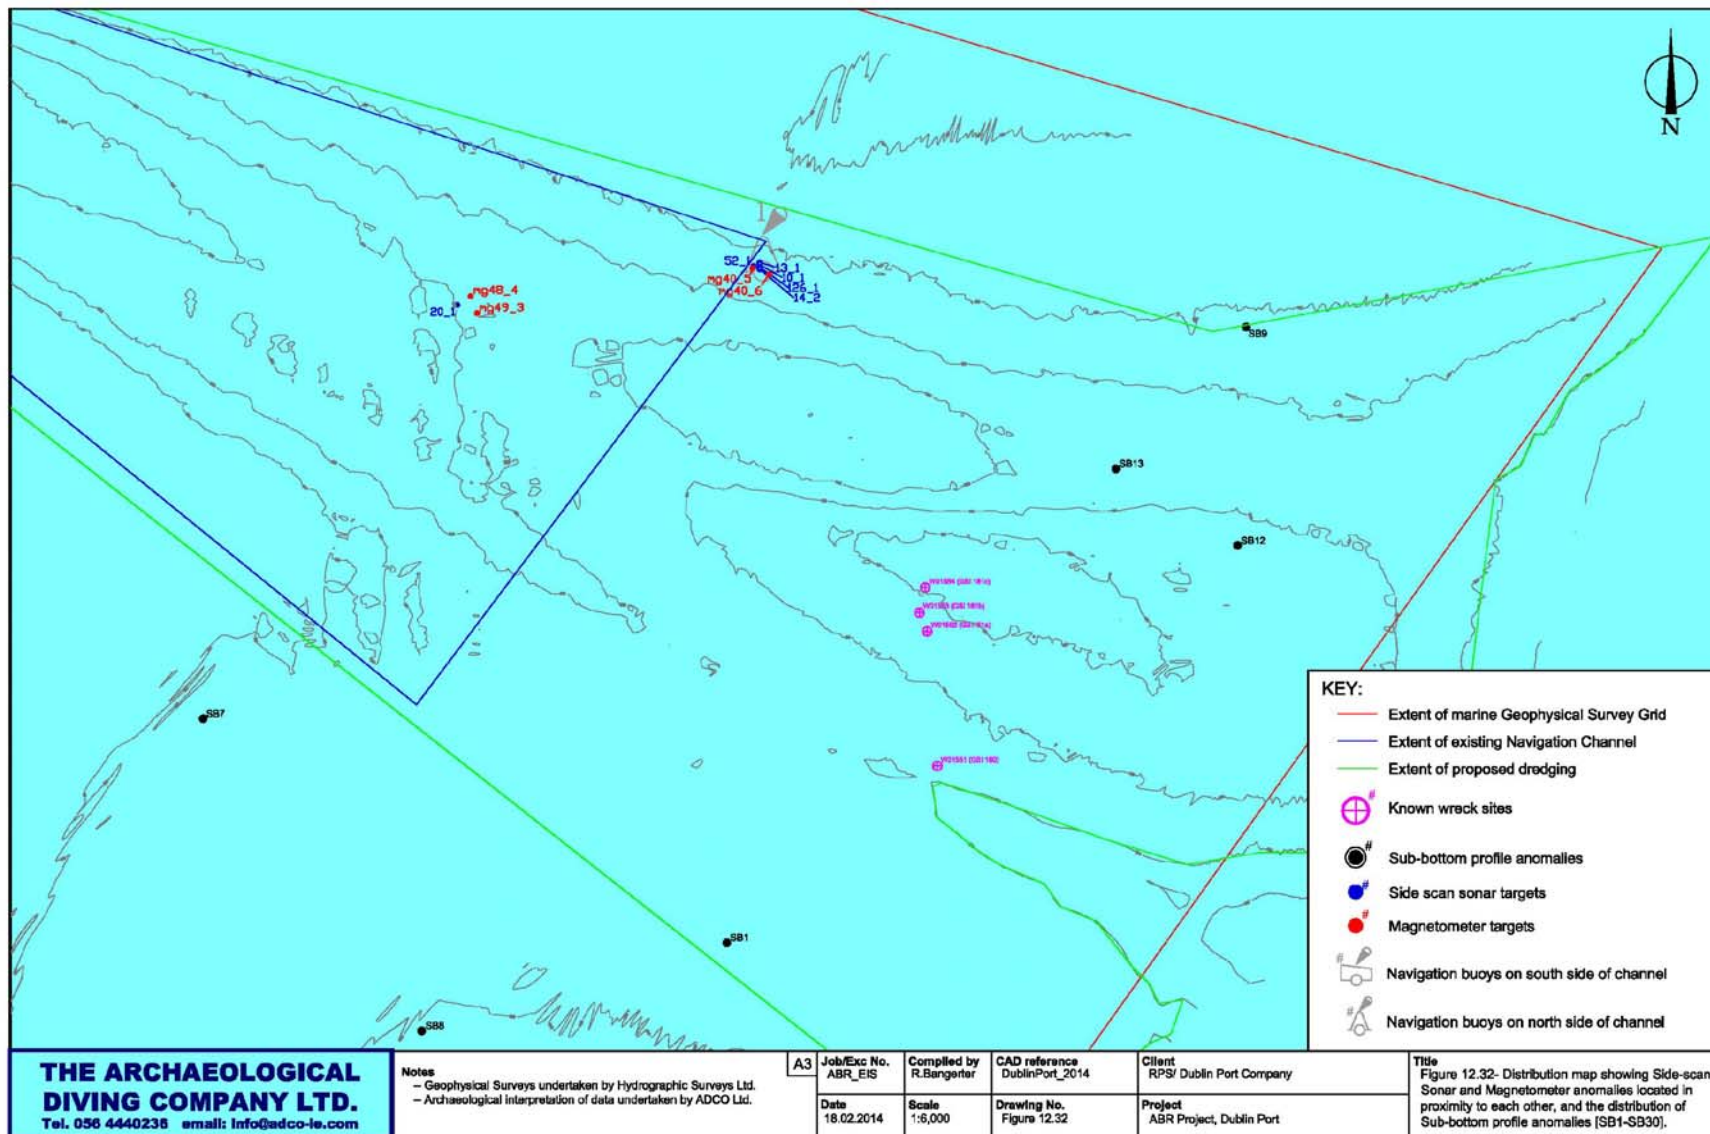 N
1
52_1
13_1
10_1
mg40_5
126_1
mg40_6
14_2
mg48_4
20_1
mg49_3
SB9
SB13
SB12
W01551 (GSI 160)
SB7
SB1
SB8
KEY:
Extent of marine Geophysical Survey Grid
Extent of existing Navigation Channel
Extent of proposed dredging
# Known wreck sites
# Sub-bottom profile anomalies
# Side scan sonar targets
# Magnetometer targets
# Navigation buoys on south side of channel
# Navigation buoys on north side of channel
THE ARCHAEOLOGICAL
DIVING COMPANY LTD.
Tel. 056 4440236 email: info@adco-ie.com
Notes
– Geophysical Surveys undertaken by Hydrographic Surveys Ltd.
– Archaeological interpretation of data undertaken by ADCO Ltd.
A3
Job/Exc No.
ABR_EIS
Compiled by
R.Bangerter
CAD reference
DublinPort_2014
Client
RPS/ Dublin Port Company
Date
18.02.2014
Scale
1:6,000
Drawing No.
Figure 12.32
Project
ABR Project, Dublin Port
Title
Figure 12.32- Distribution map showing Side-scan
Sonar and Magnetometer anomalies located in
proximity to each other, and the distribution of
Sub-bottom profile anomalies [SB1-SB30].